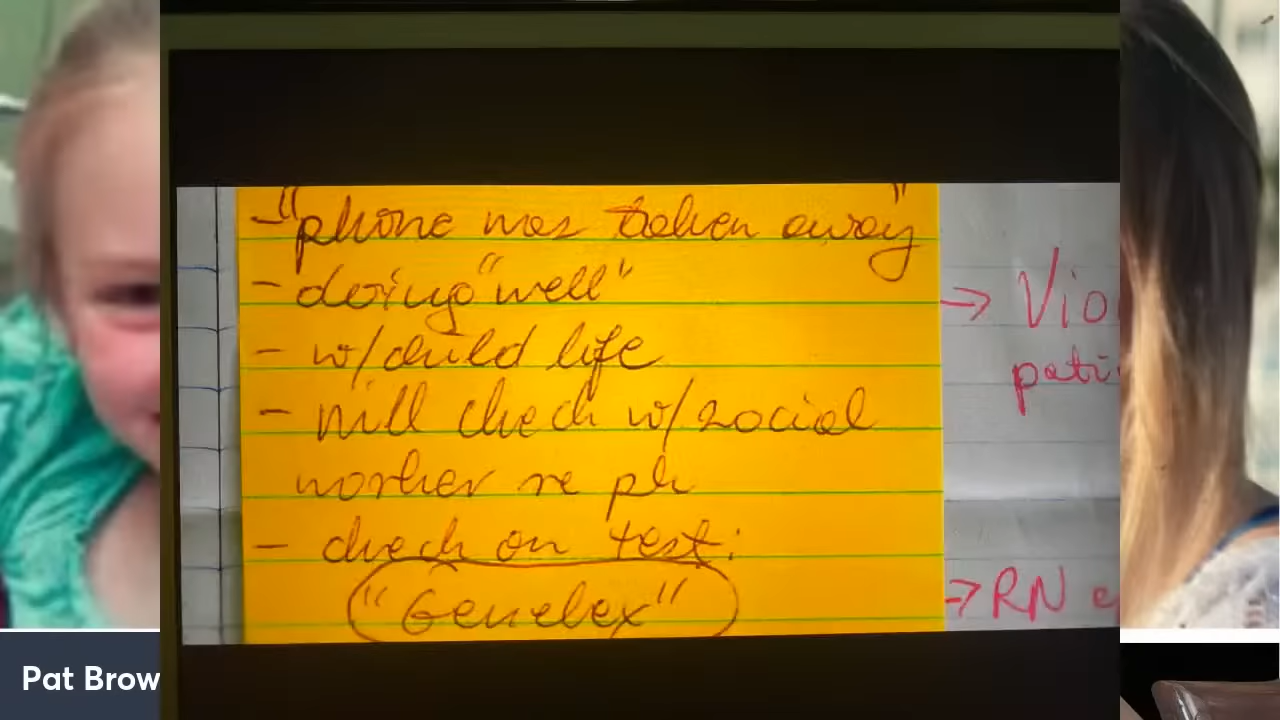 - "phone was taken away"
- doing "well"
- w/child life
- will check w/social
worker re ph
- check on test:
"Genelex"
→ Vio
pati
→ RN e
Pat Brow